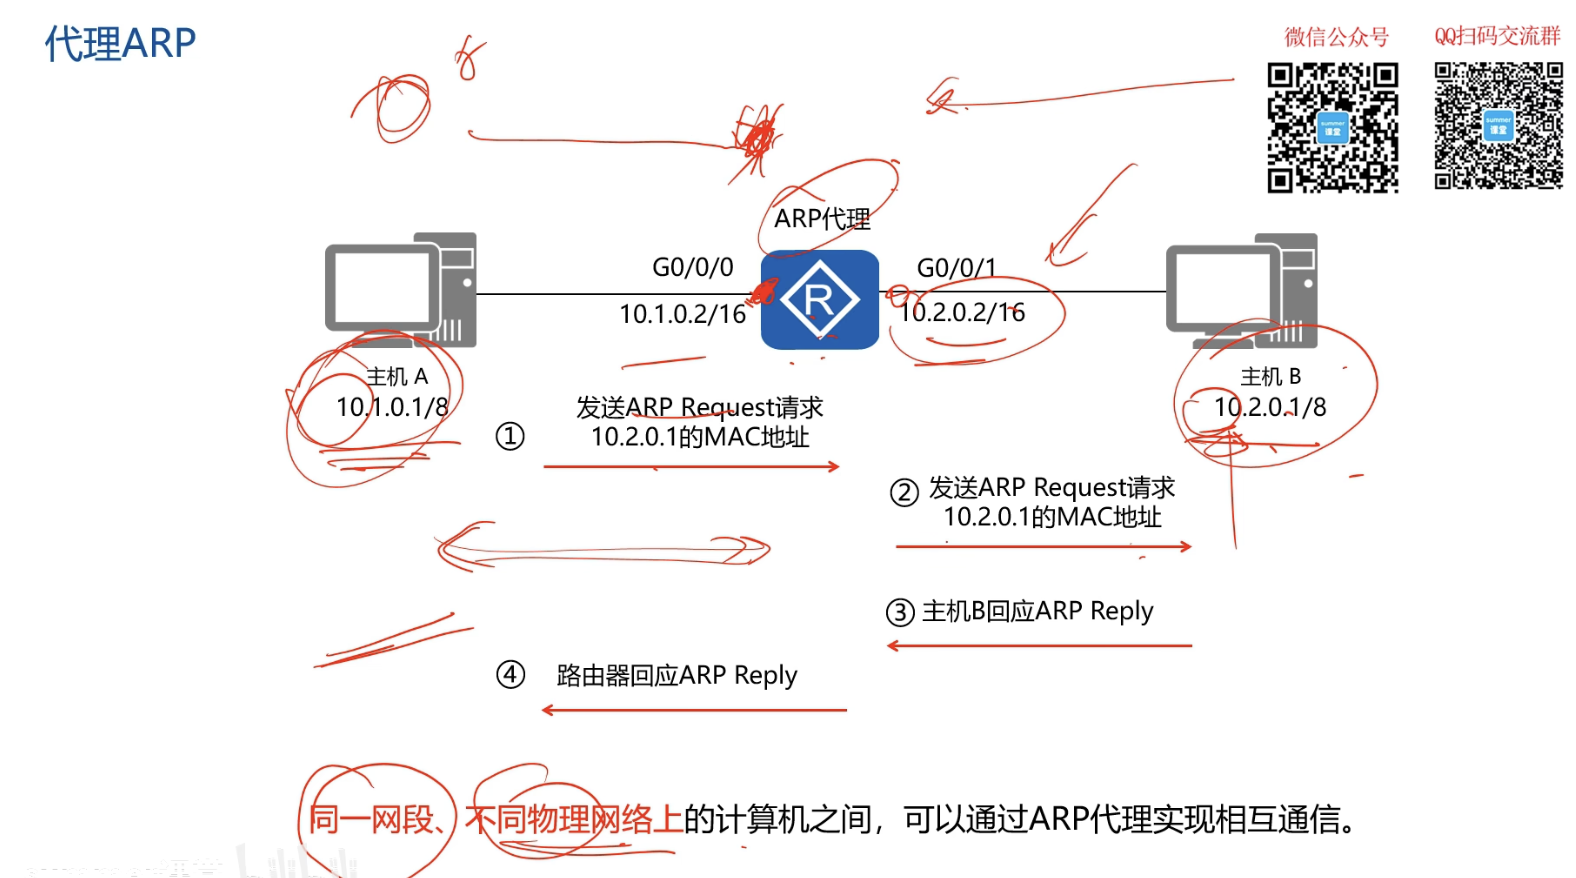 代理ARP
微信公众号
QQ扫码交流群
summer
课堂
summer
课堂
ARP代理
G0/0/0
G0/0/1
10.1.0.2/16
R
10.2.0.2/16
主机 A
10.1.0.1/8
主机 B
10.2.0.1/8
① 发送ARP Request请求
10.2.0.1的MAC地址
② 发送ARP Request请求
10.2.0.1的MAC地址
③ 主机B回应ARP Reply
④ 路由器回应ARP Reply
同一网段、不同物理网络上的计算机之间，可以通过ARP代理实现相互通信。